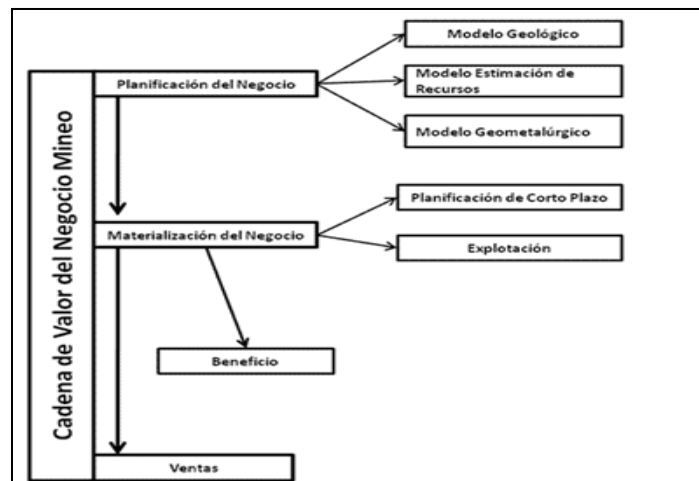 Cadena de Valor del Negocio Mineo
Planificación del Negocio
Modelo Geológico
Modelo Estimación de
Recursos
Modelo Geometalúrgico
Materialización del Negocio
Planificación de Corto Plazo
Explotación
Beneficio
Ventas